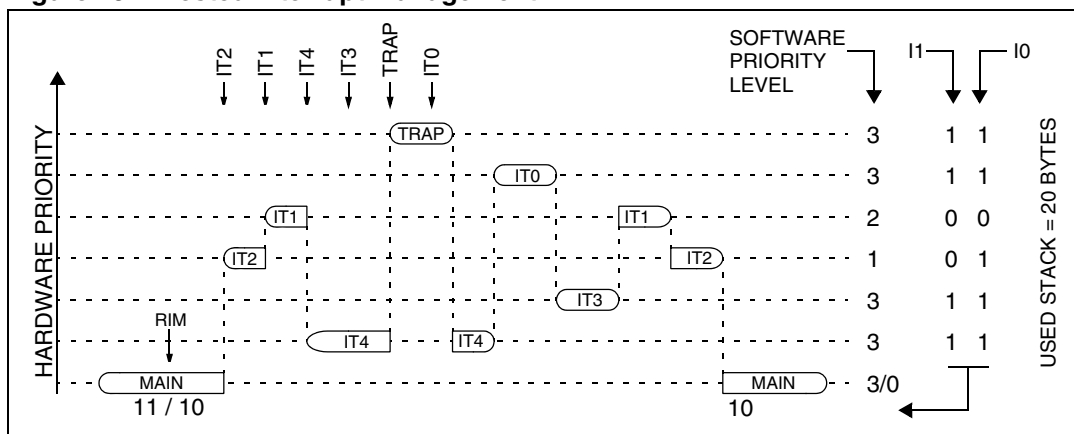 IT2
IT1
IT4
IT3
TRAP
IT0
SOFTWARE
PRIORITY
LEVEL
I1
I0
HARDWARE PRIORITY
USED STACK = 20 BYTES
TRAP
3 1 1
IT0
3 1 1
IT1
IT1
2 0 0
IT2
IT2
1 0 1
IT3
3 1 1
RIM
IT4
IT4
3 1 1
MAIN
MAIN
3/0
11 / 10
10